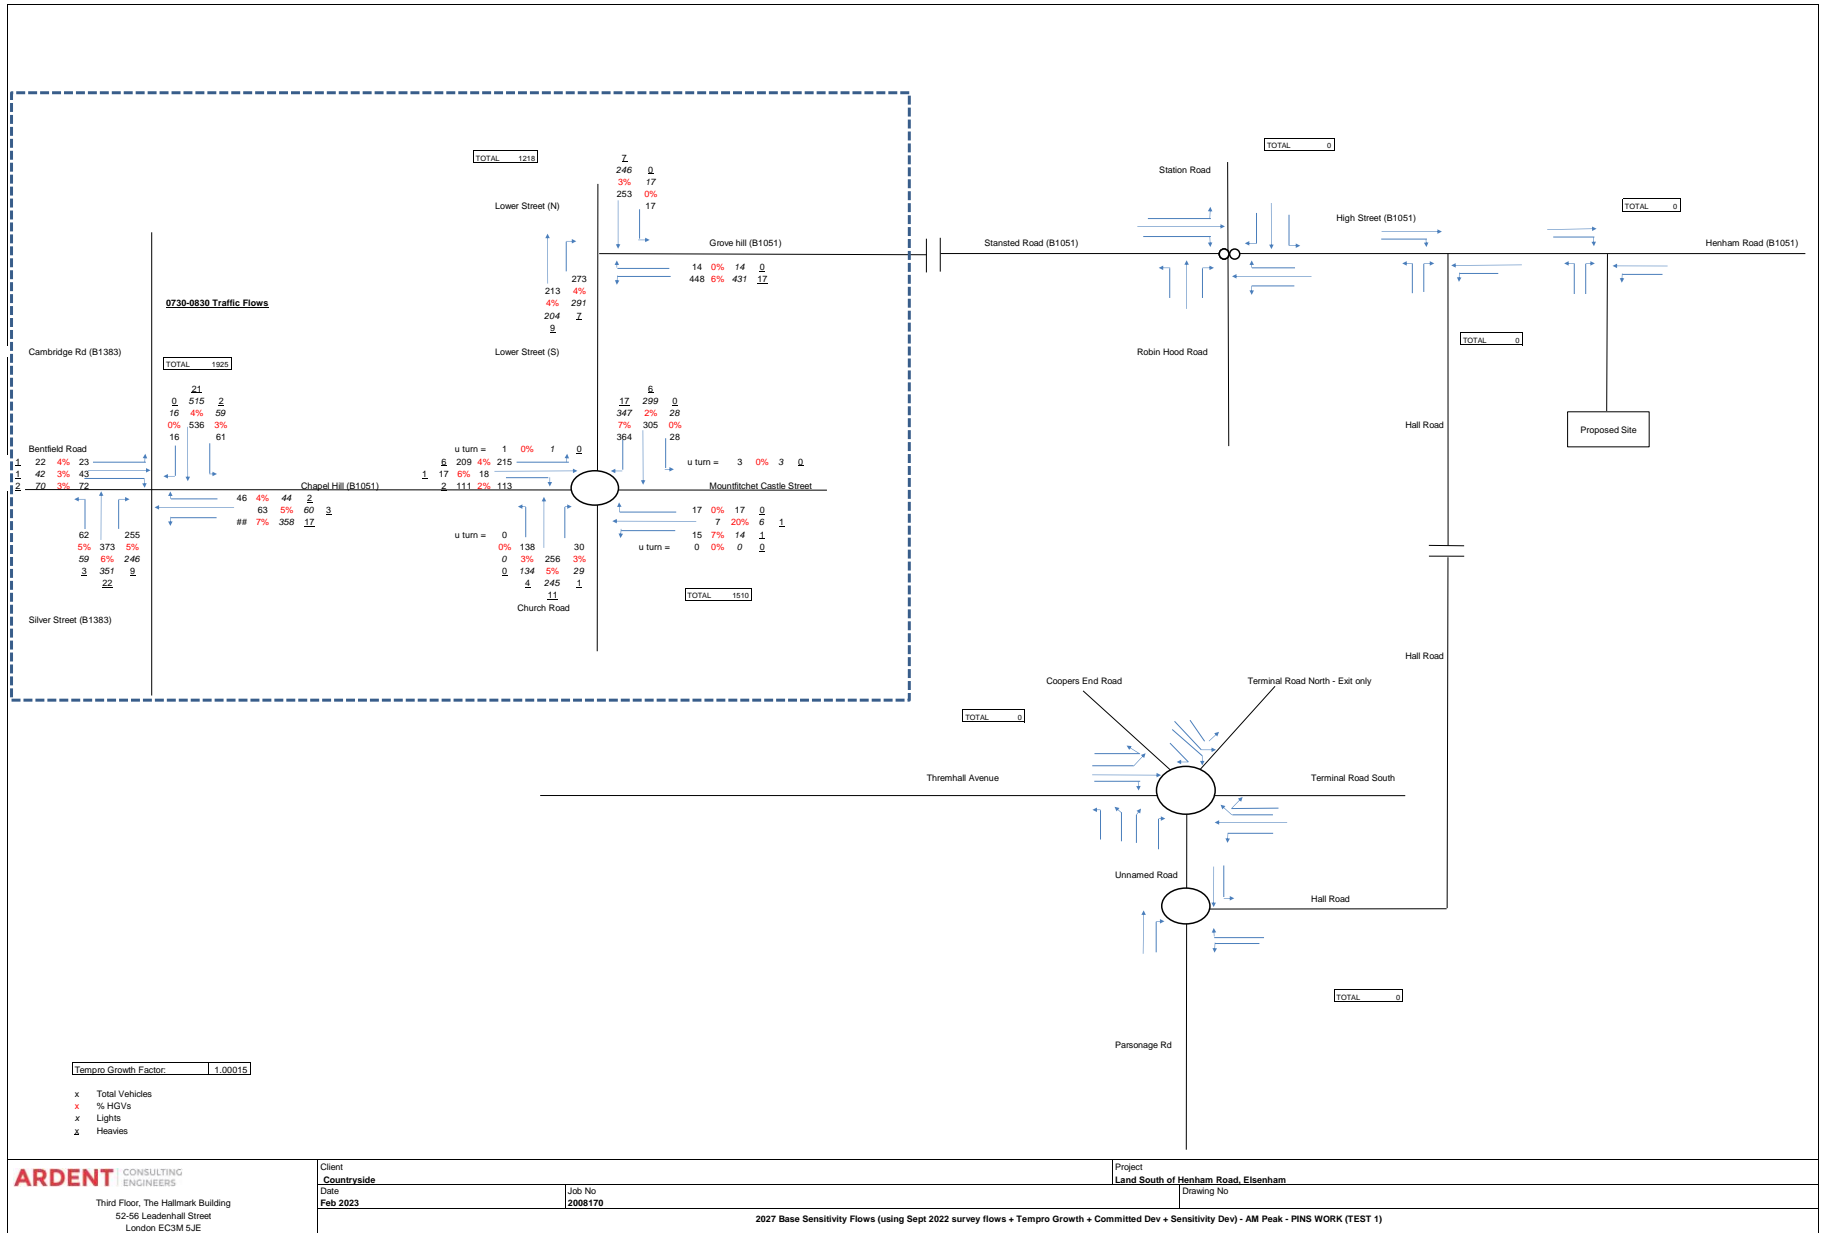 TOTAL 1218
7
246 0
3% 17
253 0%
17
Lower Street (N)
Grove hill (B1051)
14 0% 14 0
448 6% 431 17
273
213 4%
4% 291
204 7
9
Lower Street (S)
0730-0830 Traffic Flows
Cambridge Rd (B1383)
TOTAL 1925
21
0 515 2
16 4% 59
0% 536 3%
16 61
Bentfield Road
1 22 4% 23
1 42 3% 43
2 70 3% 72
Chapel Hill (B1051)
46 4% 44 2
63 5% 60 3
## 7% 358 17
62 255
5% 373 5%
59 6% 246
3 351 9
22
Silver Street (B1383)
6
17 299 0
347 2% 28
7% 305 0%
364 28
u turn = 1 0% 1 0
6 209 4% 215
1 17 6% 18
2 111 2% 113
u turn = 3 0% 3 0
Mountfitchet Castle Street
17 0% 17 0
7 20% 6 1
15 7% 14 1
u turn = 0 0% 0 0
u turn = 0
0% 138 30
0 3% 256 3%
0 134 5% 29
4 245 1
11
Church Road
TOTAL 1510
TOTAL 0
Station Road
High Street (B1051)
TOTAL 0
Stansted Road (B1051)
Henham Road (B1051)
Robin Hood Road
TOTAL 0
Hall Road
Proposed Site
Hall Road
Coopers End Road
Terminal Road North - Exit only
TOTAL 0
Thremhall Avenue
Terminal Road South
Unnamed Road
Hall Road
TOTAL 0
Parsonage Rd
Tempro Growth Factor: 1.00015
x Total Vehicles
x % HGVs
x Lights
x Heavies
ARDENT CONSULTING ENGINEERS
Third Floor, The Hallmark Building
52-56 Leadenhall Street
London EC3M 5JE
Client
Countryside
Project
Land South of Henham Road, Elsenham
Date
Feb 2023
Job No
2008170
Drawing No
2027 Base Sensitivity Flows (using Sept 2022 survey flows + Tempro Growth + Committed Dev + Sensitivity Dev) - AM Peak - PINS WORK (TEST 1)